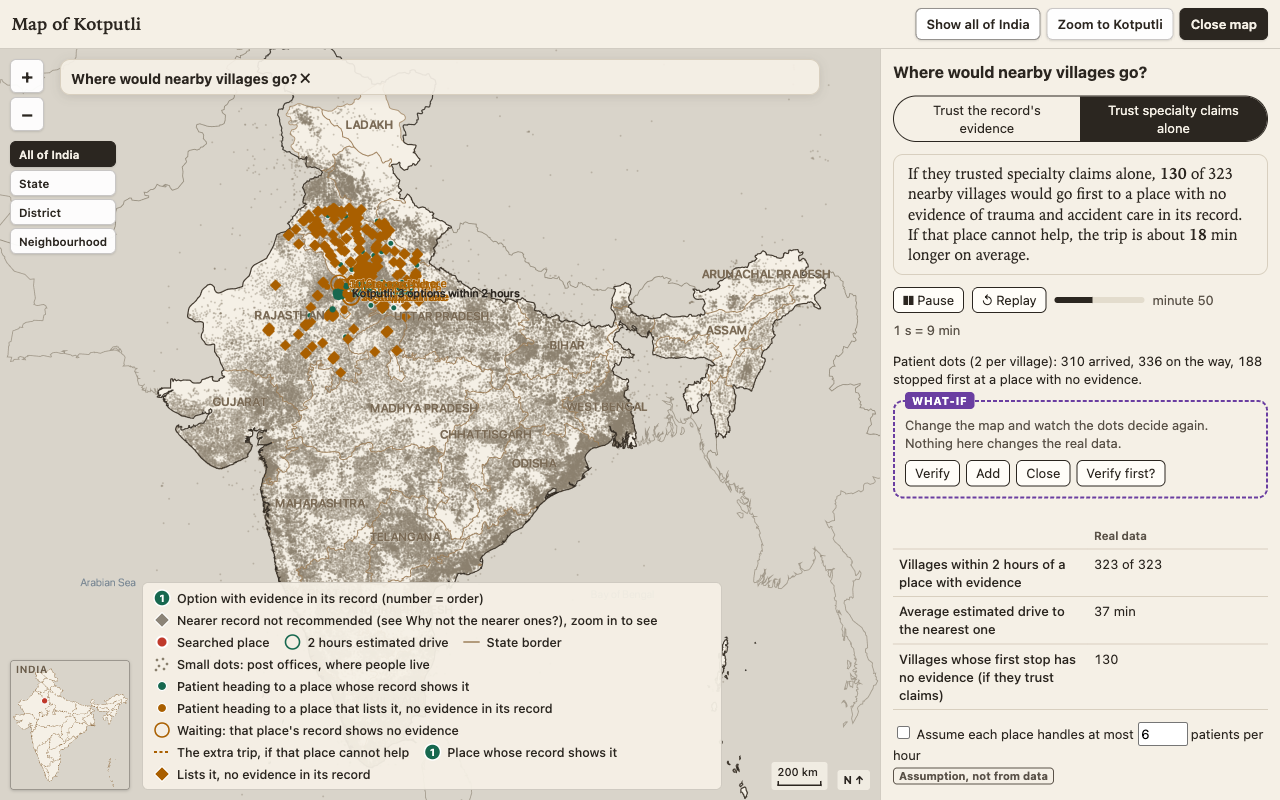 Map of Kotputli
Show all of India
Zoom to Kotputli
Close map
+
−
Where would nearby villages go? ✕
All of India
State
District
Neighbourhood
LADAKH
ARUNACHAL PRADESH
Kotputli: 3 options within 2 hours
RAJASTHAN
UTTAR PRADESH
ASSAM
BIHAR
GUJARAT
MADHYA PRADESH
WEST BENGAL
CHHATTISGARH
ODISHA
MAHARASHTRA
TELANGANA
Arabian Sea
1 Option with evidence in its record (number = order)
Nearer record not recommended (see Why not the nearer ones?), zoom in to see
Searched place
2 hours estimated drive
State border
Small dots: post offices, where people live
Patient heading to a place whose record shows it
Patient heading to a place that lists it, no evidence in its record
Waiting: that place's record shows no evidence
The extra trip, if that place cannot help
1 Place whose record shows it
Lists it, no evidence in its record
INDIA
200 km
N ↑
Where would nearby villages go?
Trust the record's
evidence
Trust specialty claims
alone
If they trusted specialty claims alone, 130 of 323
nearby villages would go first to a place with no
evidence of trauma and accident care in its record.
If that place cannot help, the trip is about 18 min
longer on average.
Pause
Replay
minute 50
1 s = 9 min
Patient dots (2 per village): 310 arrived, 336 on the way, 188
stopped first at a place with no evidence.
WHAT-IF
Change the map and watch the dots decide again.
Nothing here changes the real data.
Verify
Add
Close
Verify first?
Real data
Villages within 2 hours of a
place with evidence
323 of 323
Average estimated drive to
the nearest one
37 min
Villages whose first stop has
no evidence (if they trust
claims)
130
Assume each place handles at most 6 patients per
hour
Assumption, not from data